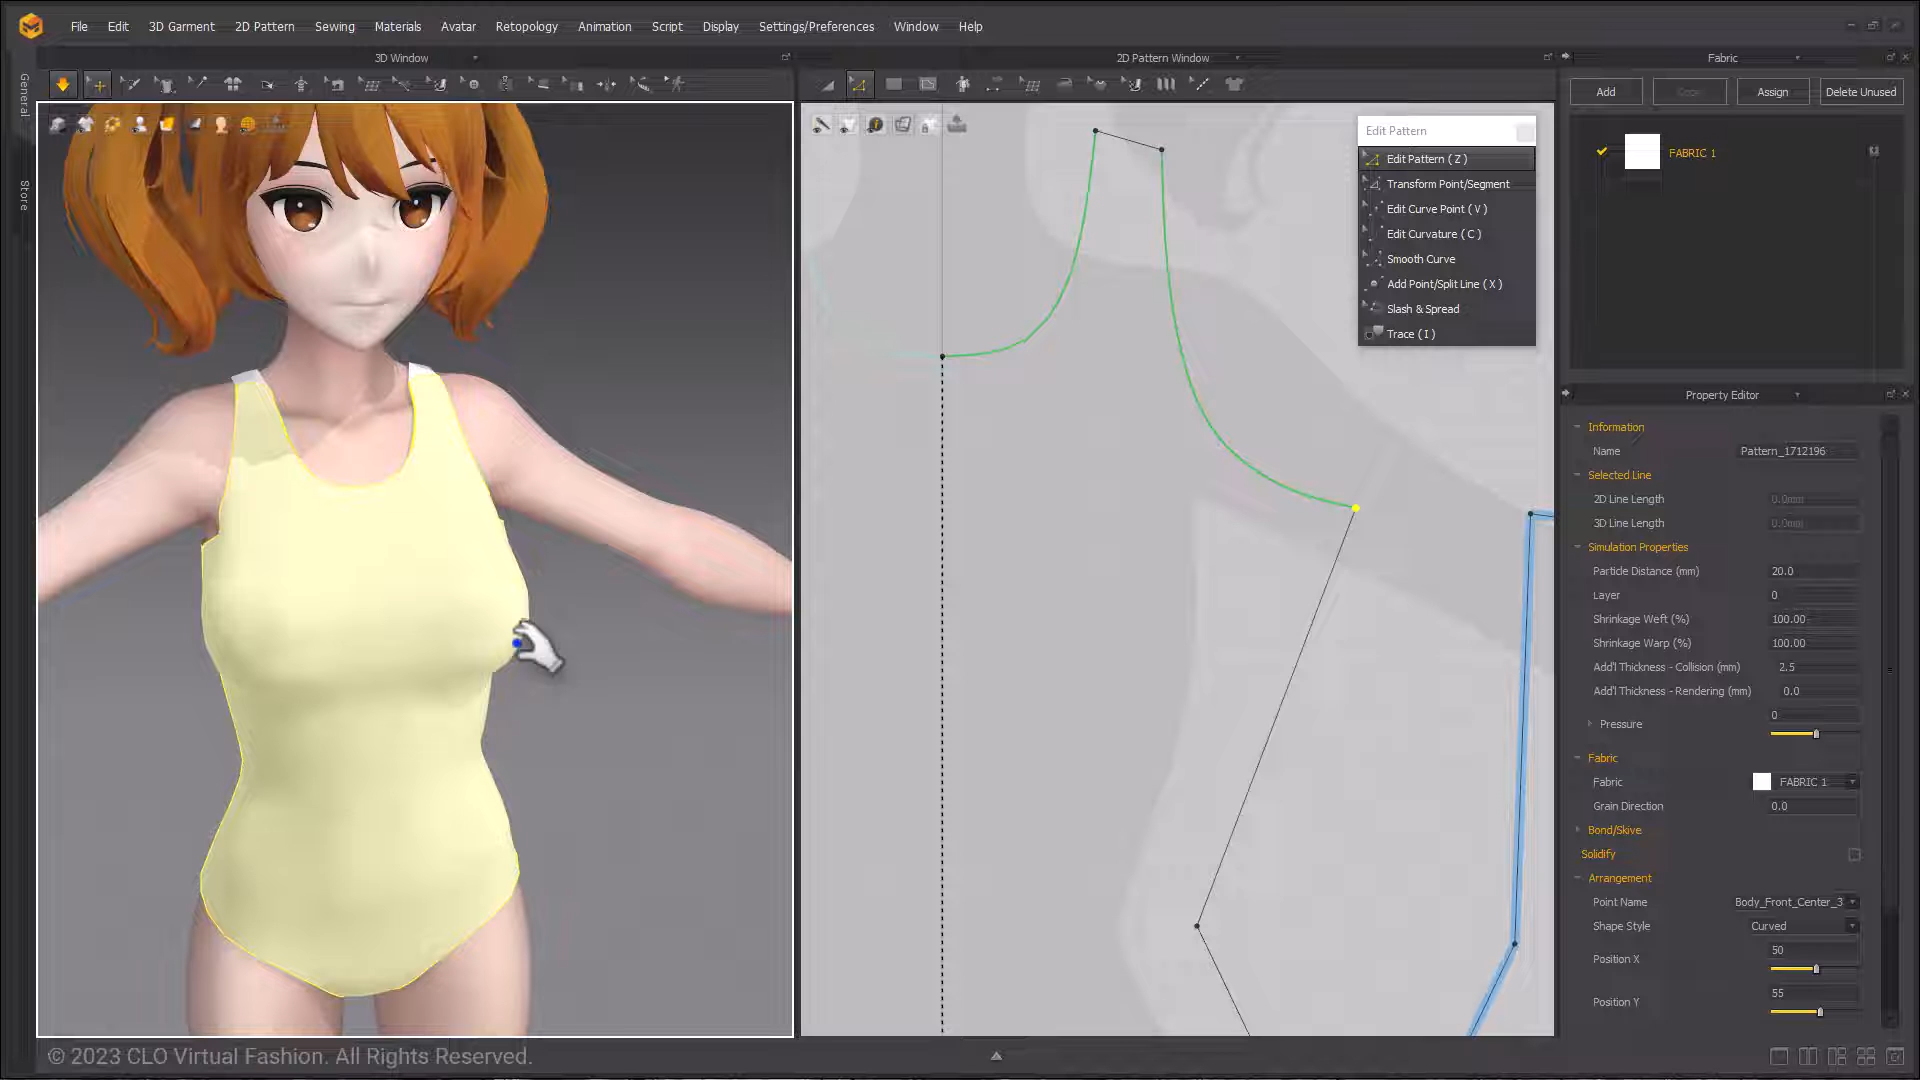 File Edit 3D Garment 2D Pattern Sewing Materials Avatar Retopology Animation Script Display Settings/Preferences Window Help
3D Window
2D Pattern Window
Fabric
General
Store
Add
Copy
Assign
Delete Unused
FABRIC 1
Edit Pattern
Edit Pattern ( Z )
Transform Point/Segment
Edit Curve Point ( V )
Edit Curvature ( C )
Smooth Curve
Add Point/Split Line ( X )
Slash & Spread
Trace ( I )
Property Editor
Information
Name Pattern_1712196
Selected Line
2D Line Length 0.0mm
3D Line Length 0.0mm
Simulation Properties
Particle Distance (mm) 20.0
Layer 0
Shrinkage Weft (%) 100.00
Shrinkage Warp (%) 100.00
Add'l Thickness - Collision (mm) 2.5
Add'l Thickness - Rendering (mm) 0.0
Pressure 0
Fabric
Fabric FABRIC 1
Grain Direction 0.0
Bond/Skive
Solidify
Arrangement
Point Name Body_Front_Center_3
Shape Style Curved
Position X 50
Position Y 55
© 2023 CLO Virtual Fashion. All Rights Reserved.